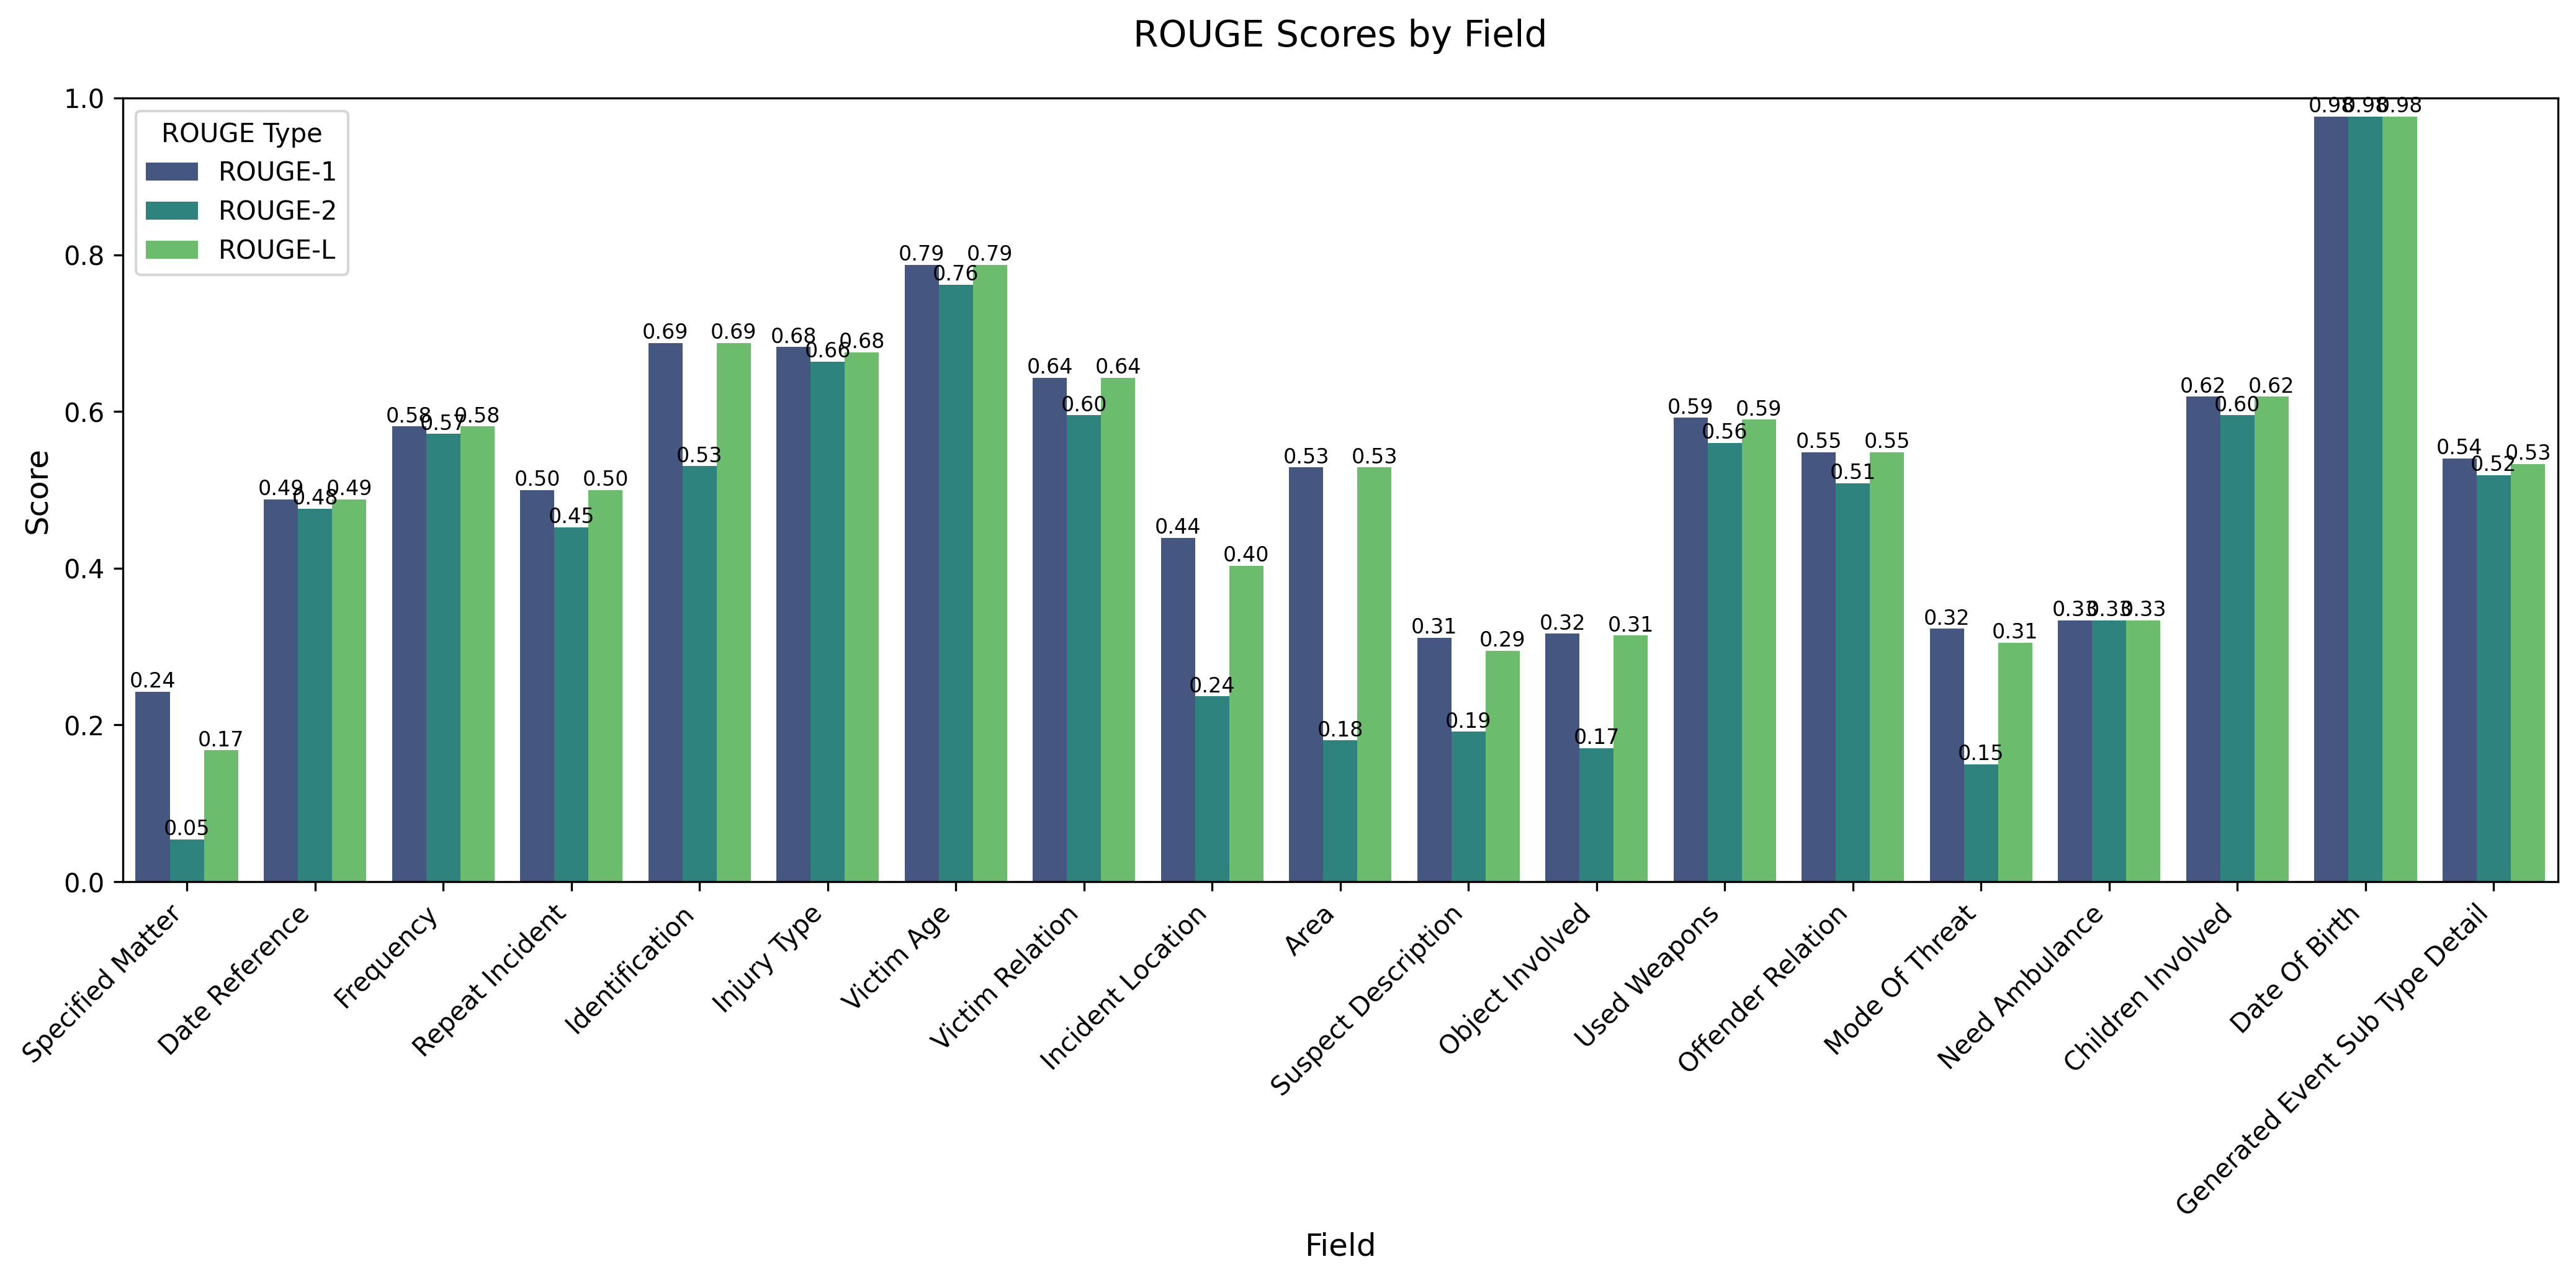 ROUGE Scores by Field
1.0
0.8
0.6
0.4
0.2
0.0
Score
ROUGE Type
ROUGE-1
ROUGE-2
ROUGE-L
0.24 0.05 0.17
0.49 0.48 0.49
0.58 0.57 0.58
0.50 0.45 0.50
0.69 0.53 0.69
0.68 0.66 0.68
0.79 0.76 0.79
0.64 0.60 0.64
0.44 0.24 0.40
0.53 0.18 0.53
0.31 0.19 0.29
0.32 0.17 0.31
0.59 0.56 0.59
0.55 0.51 0.55
0.32 0.15 0.31
0.33 0.33 0.33
0.62 0.60 0.62
0.98 0.98 0.98
0.54 0.52 0.53
Specified Matter
Date Reference
Frequency
Repeat Incident
Identification
Injury Type
Victim Age
Victim Relation
Incident Location
Area
Suspect Description
Object Involved
Used Weapons
Offender Relation
Mode Of Threat
Need Ambulance
Children Involved
Date Of Birth
Generated Event Sub Type Detail
Field